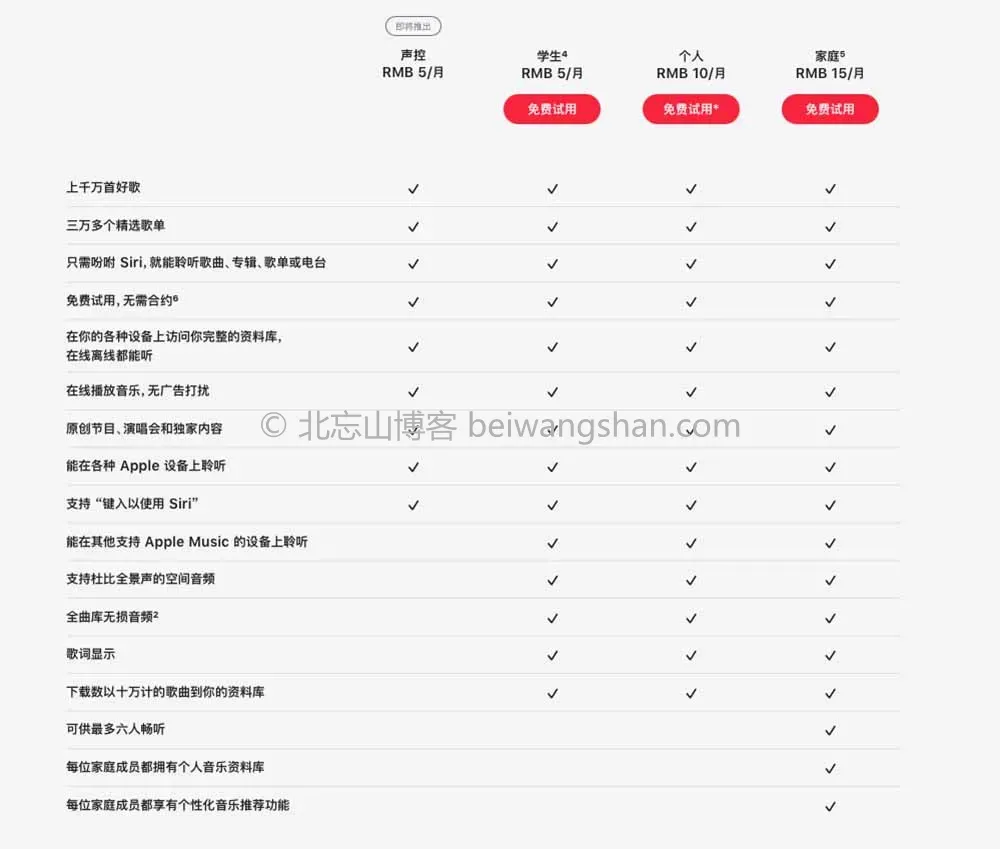 即将推出
声控
RMB 5/月
学生⁴
RMB 5/月
个人
RMB 10/月
家庭⁵
RMB 15/月
免费试用
免费试用*
免费试用
上千万首好歌
三万多个精选歌单
只需吩咐 Siri，就能聆听歌曲、专辑、歌单或电台
免费试用，无需合约⁶
在你的各种设备上访问你完整的资料库，
在线离线都能听
在线播放音乐，无广告打扰
原创节目、演唱会和独家内容
© 北忘山博客 beiwangshan.com
能在各种 Apple 设备上聆听
支持 “键入以使用 Siri”
能在其他支持 Apple Music 的设备上聆听
支持杜比全景声的空间音频
全曲库无损音频²
歌词显示
下载数以十万计的歌曲到你的资料库
可供最多六人畅听
每位家庭成员都拥有个人音乐资料库
每位家庭成员都享有个性化音乐推荐功能